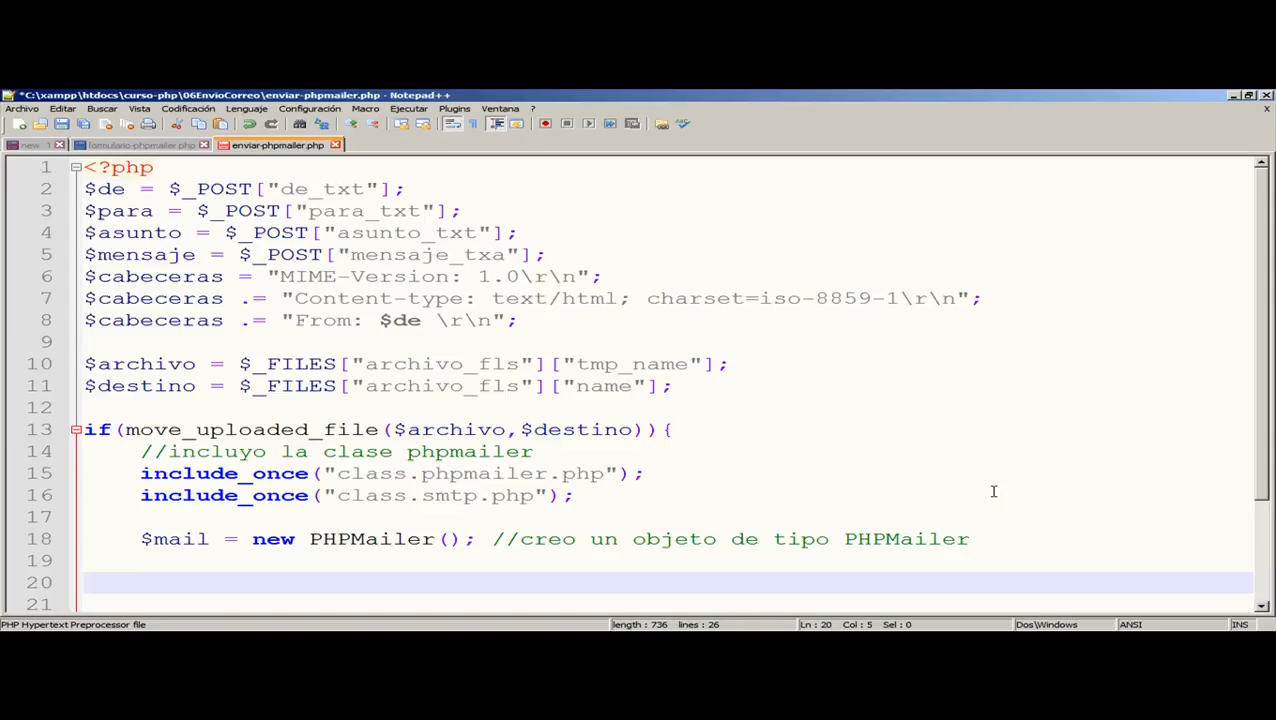 *C:\xampp\htdocs\curso-php\06EnvioCorreo\enviar-phpmailer.php - Notepad++
Archivo Editar Buscar Vista Codificación Lenguaje Configuración Macro Ejecutar Plugins Ventana ?
new 1 formulario-phpmailer.php enviar-phpmailer.php
1 <?php
2 $de = $_POST["de_txt"];
3 $para = $_POST["para_txt"];
4 $asunto = $_POST["asunto_txt"];
5 $mensaje = $_POST["mensaje_txa"];
6 $cabeceras = "MIME-Version: 1.0\r\n";
7 $cabeceras .= "Content-type: text/html; charset=iso-8859-1\r\n";
8 $cabeceras .= "From: $de \r\n";
9
10 $archivo = $_FILES["archivo_fls"]["tmp_name"];
11 $destino = $_FILES["archivo_fls"]["name"];
12
13 if(move_uploaded_file($archivo,$destino)){
14 //incluyo la clase phpmailer
15 include_once("class.phpmailer.php");
16 include_once("class.smtp.php");
17
18 $mail = new PHPMailer(); //creo un objeto de tipo PHPMailer
19
20
21
PHP Hypertext Preprocessor file length : 736 lines : 26 Ln : 20 Col : 5 Sel : 0 Dos\Windows ANSI INS